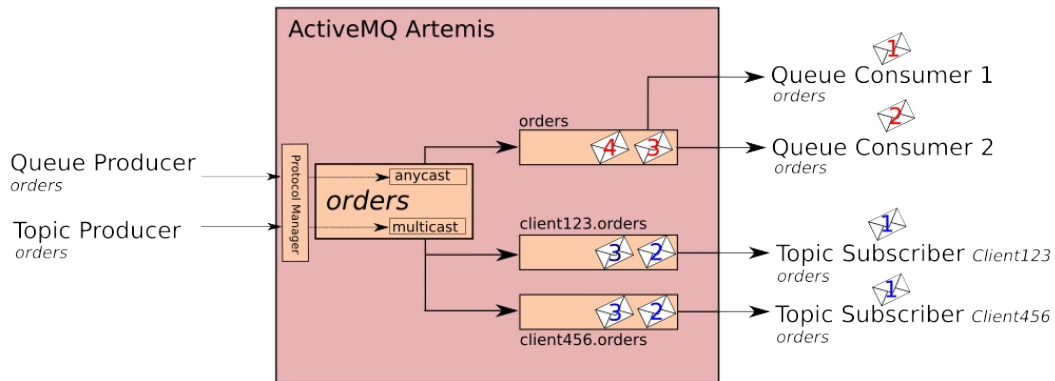 ActiveMQ Artemis
1
Queue Consumer 1
orders
orders
2
4
3
Queue Consumer 2
orders
Queue Producer
orders
Protocol Manager
anycast
orders
multicast
Topic Producer
orders
client123.orders
1
3
2
Topic Subscriber Client123
orders
1
3
2
Topic Subscriber Client456
orders
client456.orders